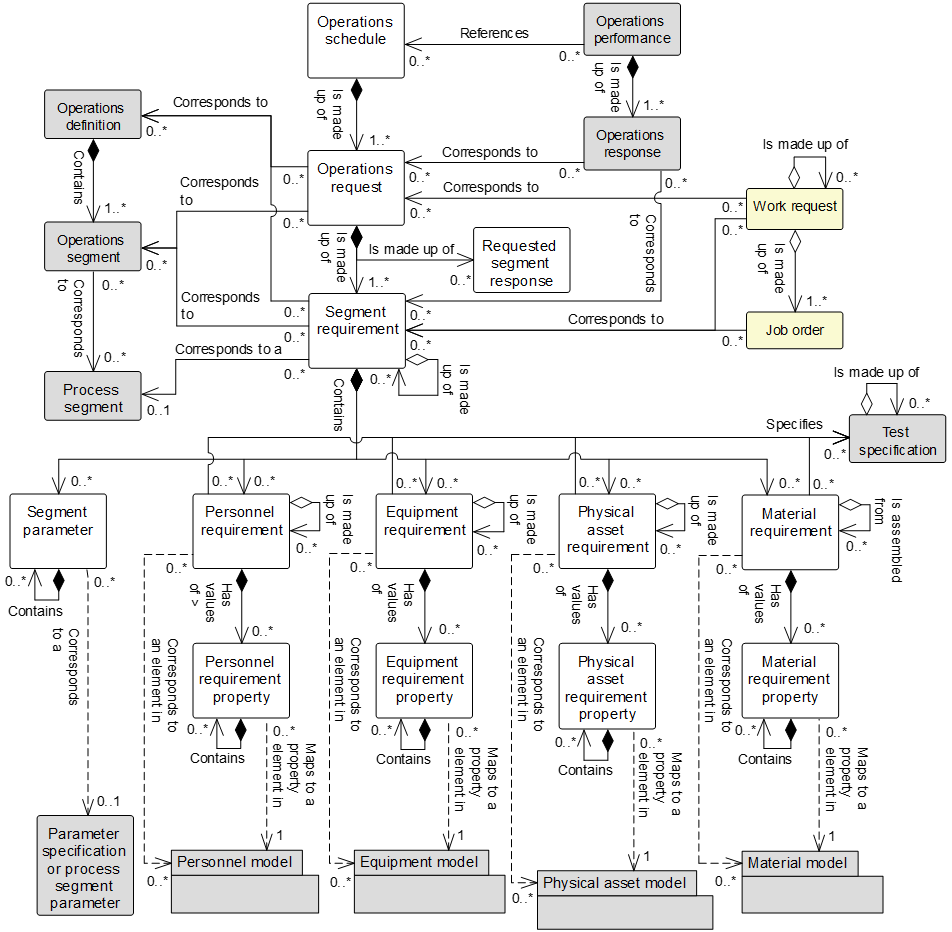 Operations
schedule
References
0..*
0..*
Operations
performance
Is made
up of
1..*
Is made
up of
1..*
Operations
definition
0..*
Corresponds to
Contains
1..*
Operations
request
0..*
0..*
0..*
0..*
Corresponds to
0..*
Operations
response
0..*
Is made up of
0..*
Work request
0..*
0..*
Corresponds to
Corresponds
to
Operations
segment
0..*
0..*
Is made
up of
1..*
Is made up of
0..*
Requested
segment
response
Corresponds
to
Is made
up of
1..*
Job order
0..*
Corresponds
to
0..*
Corresponds
to
Segment
requirement
0..*
0..*
0..*
0..*
0..*
Corresponds to
Corresponds to a
0..1
Process
segment
0..*
Is made
up of
Contains
Is made up of
0..*
Test
specification
Specifies
0..*
0..*
0..*
0..*
0..*
0..*
0..*
0..*
0..*
0..*
Segment
parameter
0..*
0..*
Contains
Corresponds
to a
0..1
Parameter
specification
or process
segment
parameter
Personnel
requirement
Is made
up of
0..*
0..*
Has
values
of >
0..*
Corresponds to
an element in
Personnel
requirement
property
0..*
0..*
Contains
Maps to a
property
element in
1
0..*
Personnel model
Equipment
requirement
Is made
up of
0..*
0..*
Has
values
of
0..*
Corresponds to
an element in
Equipment
requirement
property
0..*
0..*
Contains
Maps to a
property
element in
1
0..*
Equipment model
Physical
asset
requirement
Is made
up of
0..*
0..*
Has
values
of
0..*
Corresponds to
an element in
Physical
asset
requirement
property
0..*
0..*
Contains
Maps to a
property
element in
1
0..*
Physical asset model
Material
requirement
Is assembled
from
0..*
0..*
Has
values
of
0..*
Corresponds to
an element in
Material
requirement
property
0..*
0..*
Contains
Maps to a
property
element in
1
0..*
Material model